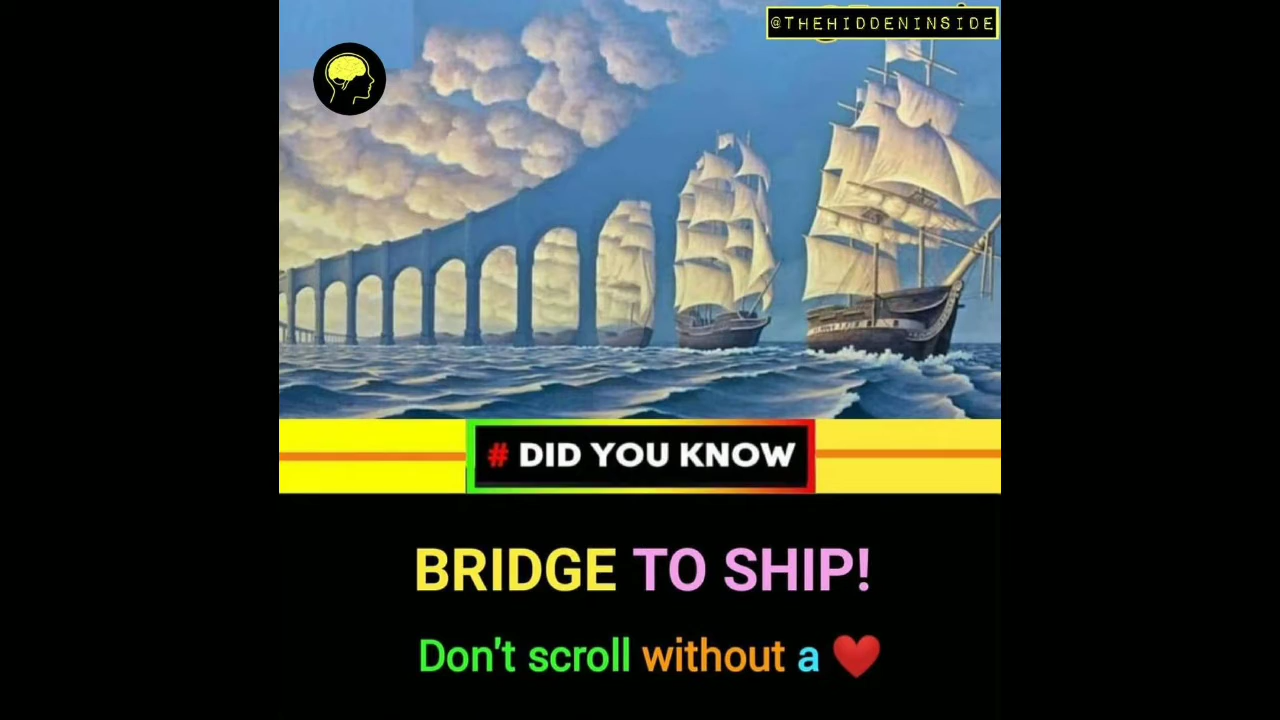 @THEHIDDENINSIDE
# DID YOU KNOW
BRIDGE TO SHIP!
Don't scroll without a ❤️